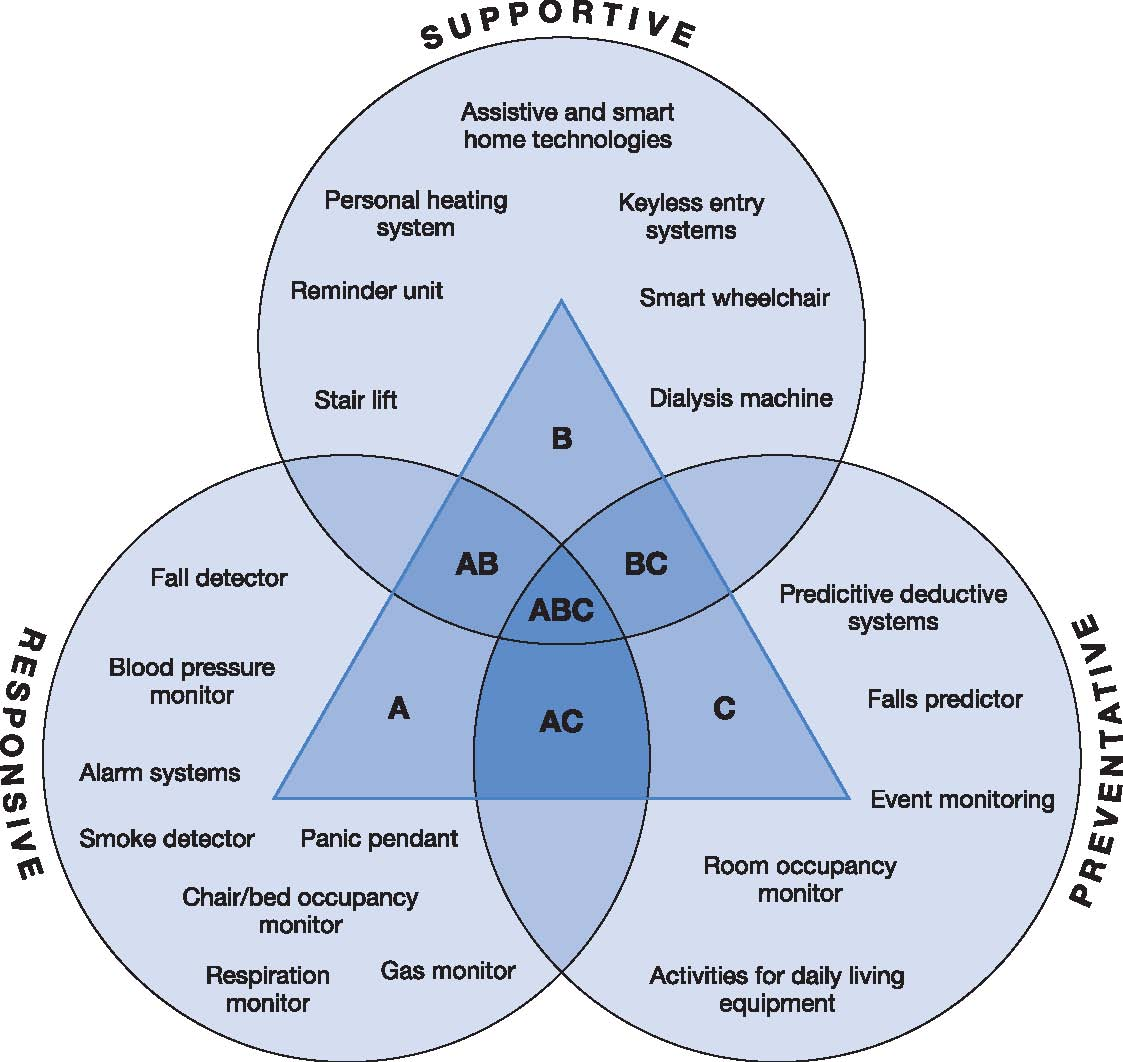 SUPPORTIVE
Assistive and smart
home technologies
Personal heating
system
Keyless entry
systems
Reminder unit
Smart wheelchair
Stair lift
Dialysis machine
B
AB
BC
ABC
A
AC
C
RESPONSIVE
Fall detector
Blood pressure
monitor
Alarm systems
Smoke detector
Panic pendant
Chair/bed occupancy
monitor
Respiration
monitor
Gas monitor
PREVENTATIVE
Predicitive deductive
systems
Falls predictor
Event monitoring
Room occupancy
monitor
Activities for daily living
equipment